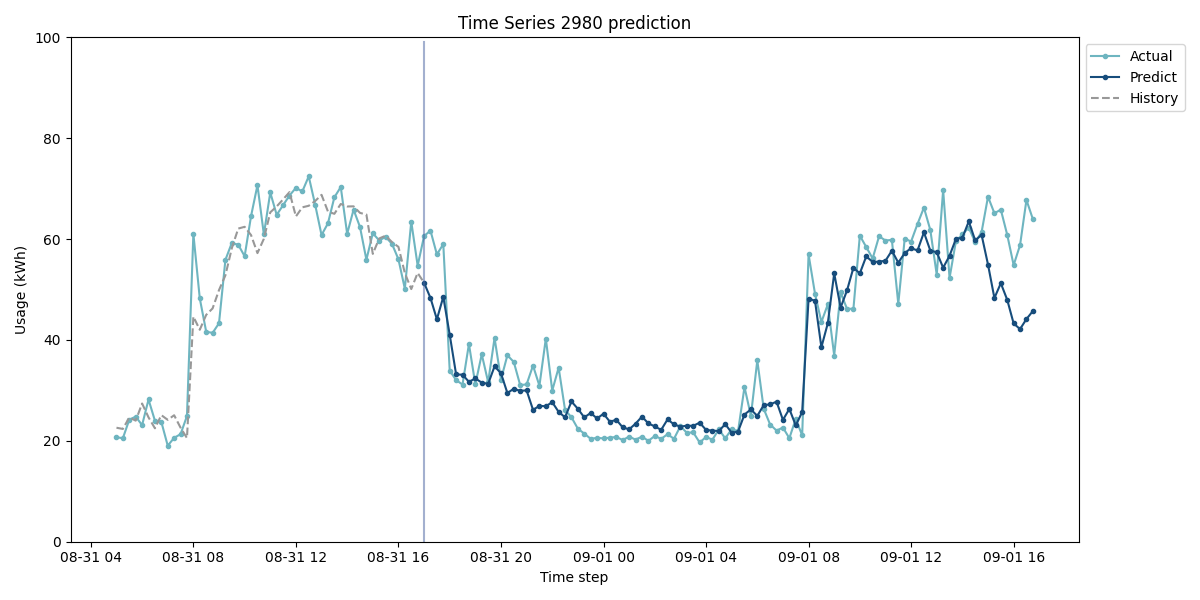 Time Series 2980 prediction
100
80
60
40
20
0
Usage (kWh)
08-31 04
08-31 08
08-31 12
08-31 16
08-31 20
09-01 00
09-01 04
09-01 08
09-01 12
09-01 16
Time step
Actual
Predict
History